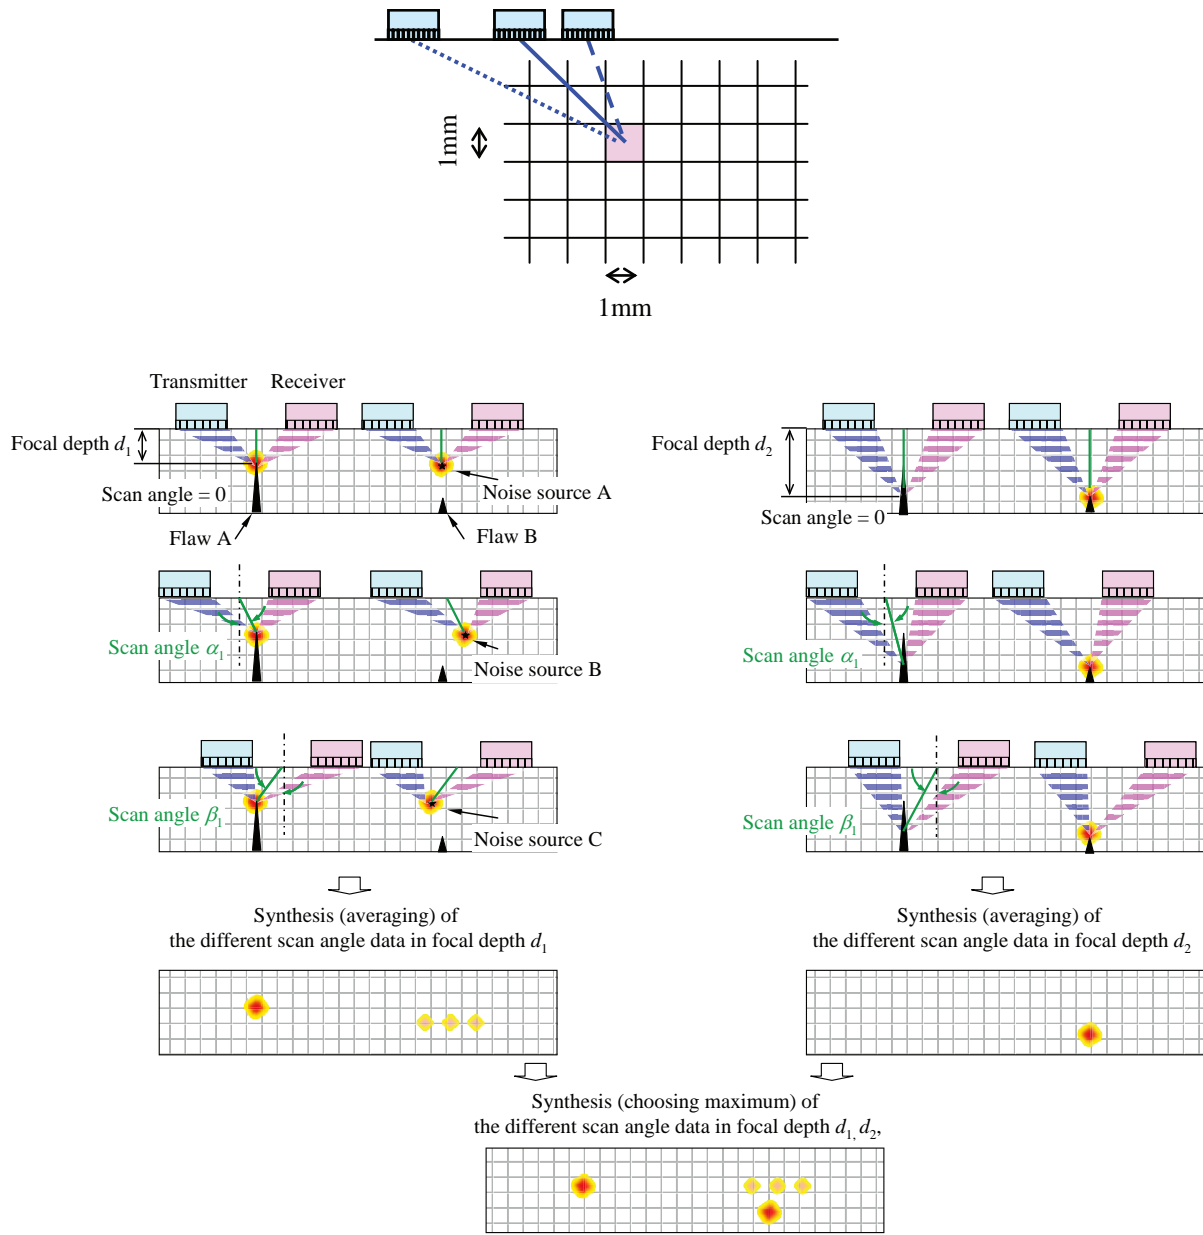 1mm
1mm
Transmitter
Receiver
Focal depth d1
Scan angle = 0
Noise source A
Flaw A
Flaw B
Focal depth d2
Scan angle = 0
Scan angle α1
Noise source B
Scan angle α1
Scan angle β1
Noise source C
Scan angle β1
Synthesis (averaging) of
the different scan angle data in focal depth d1
Synthesis (averaging) of
the different scan angle data in focal depth d2
Synthesis (choosing maximum) of
the different scan angle data in focal depth d1, d2,